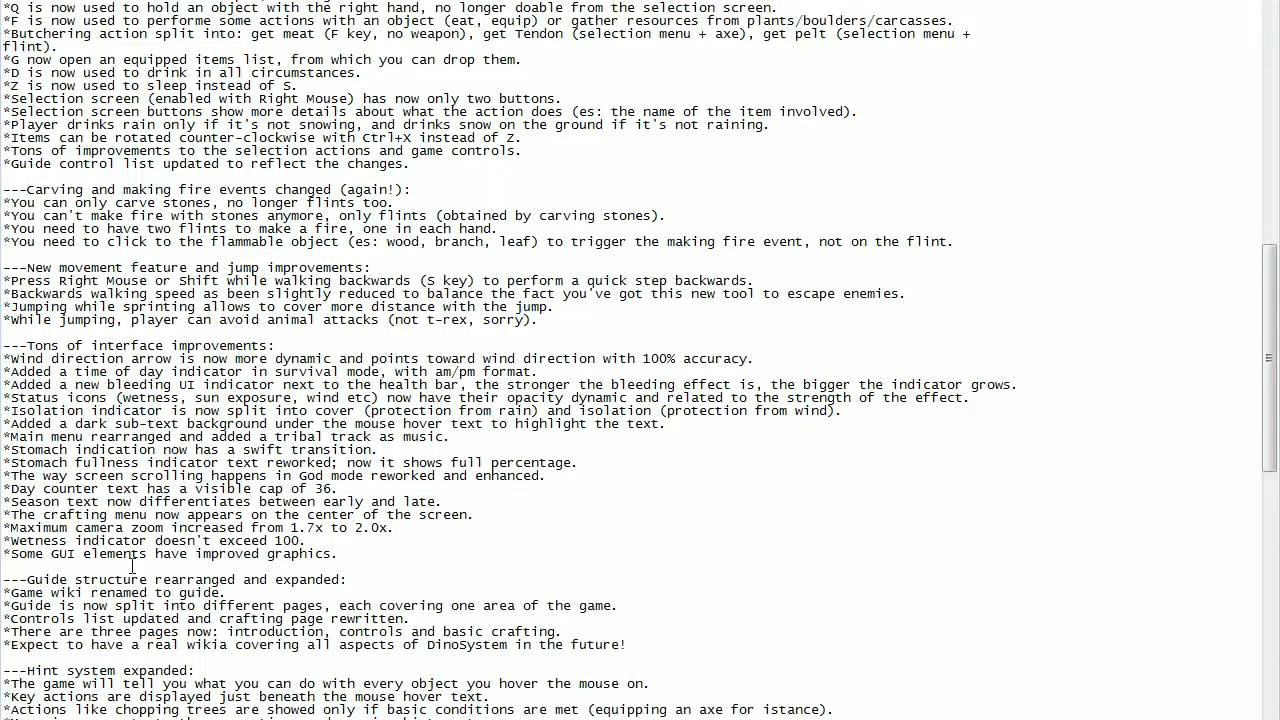 *Q is now used to hold an object with the right hand, no longer doable from the selection screen.
*F is now used to performe some actions with an object (eat, equip) or gather resources from plants/boulders/carcasses.
*Butchering action split into: get meat (F key, no weapon), get Tendon (selection menu + axe), get pelt (selection menu +
flint).
*G now open an equipped items list, from which you can drop them.
*D is now used to drink in all circumstances.
*Z is now used to sleep instead of S.
*Selection screen (enabled with Right Mouse) has now only two buttons.
*Selection screen buttons show more details about what the action does (es: the name of the item involved).
*Player drinks rain only if it's not snowing, and drinks snow on the ground if it's not raining.
*Items can be rotated counter-clockwise with Ctrl+X instead of Z.
*Tons of improvements to the selection actions and game controls.
*Guide control list updated to reflect the changes.
---Carving and making fire events changed (again!):
*You can only carve stones, no longer flints too.
*You can't make fire with stones anymore, only flints (obtained by carving stones).
*You need to have two flints to make a fire, one in each hand.
*You need to click to the flammable object (es: wood, branch, leaf) to trigger the making fire event, not on the flint.
---New movement feature and jump improvements:
*Press Right Mouse or Shift while walking backwards (S key) to perform a quick step backwards.
*Backwards walking speed as been slightly reduced to balance the fact you've got this new tool to escape enemies.
*Jumping while sprinting allows to cover more distance with the jump.
*While jumping, player can avoid animal attacks (not t-rex, sorry).
---Tons of interface improvements:
*Wind direction arrow is now more dynamic and points toward wind direction with 100% accuracy.
*Added a time of day indicator in survival mode, with am/pm format.
*Added a new bleeding UI indicator next to the health bar, the stronger the bleeding effect is, the bigger the indicator grows.
*Status icons (wetness, sun exposure, wind etc) now have their opacity dynamic and related to the strength of the effect.
*Isolation indicator is now split into cover (protection from rain) and isolation (protection from wind).
*Added a dark sub-text background under the mouse hover text to highlight the text.
*Main menu rearranged and added a tribal track as music.
*Stomach indication now has a swift transition.
*Stomach fullness indicator text reworked; now it shows full percentage.
*The way screen scrolling happens in God mode reworked and enhanced.
*Day counter text has a visible cap of 36.
*Season text now differentiates between early and late.
*The crafting menu now appears on the center of the screen.
*Maximum camera zoom increased from 1.7x to 2.0x.
*Wetness indicator doesn't exceed 100.
*Some GUI elements have improved graphics.
---Guide structure rearranged and expanded:
*Game wiki renamed to guide.
*Guide is now split into different pages, each covering one area of the game.
*Controls list updated and crafting page rewritten.
*There are three pages now: introduction, controls and basic crafting.
*Expect to have a real wikia covering all aspects of DinoSystem in the future!
---Hint system expanded:
*The game will tell you what you can do with every object you hover the mouse on.
*Key actions are displayed just beneath the mouse hover text.
*Actions like chopping trees are showed only if basic conditions are met (equipping an axe for istance).